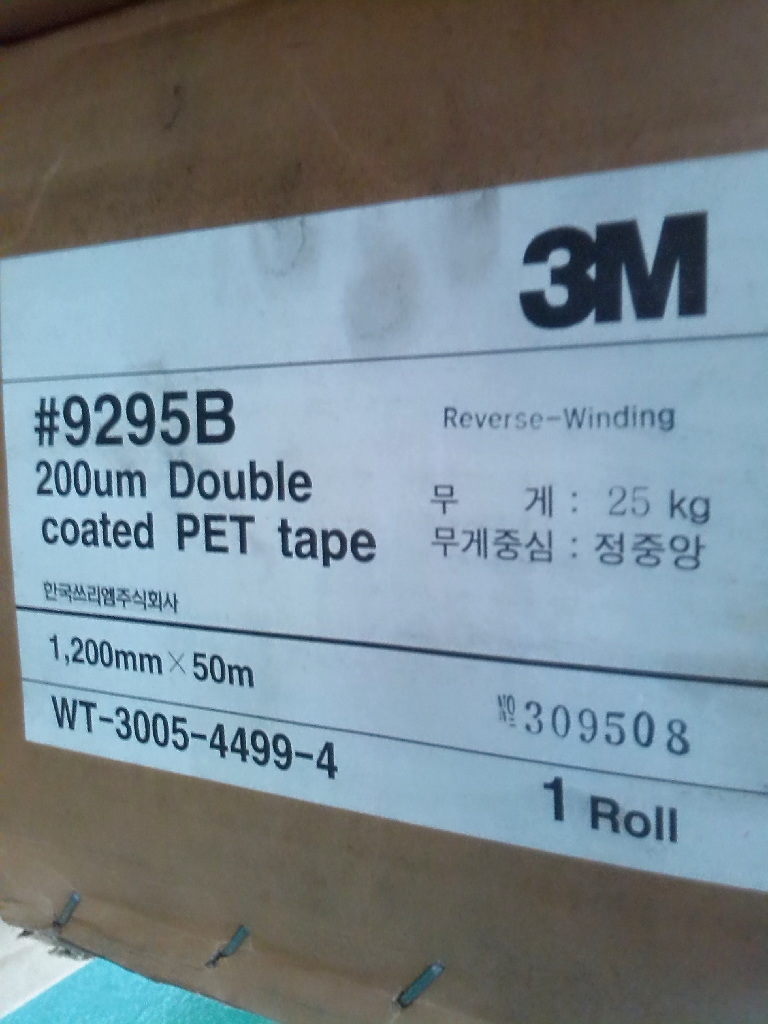 3M
#9295B
Reverse-Winding
200um Double
coated PET tape
무 게 : 25 kg
무게중심 : 정중앙
한국쓰리엠주식회사
1,200mm × 50m
№ 309508
WT-3005-4499-4
1 Roll